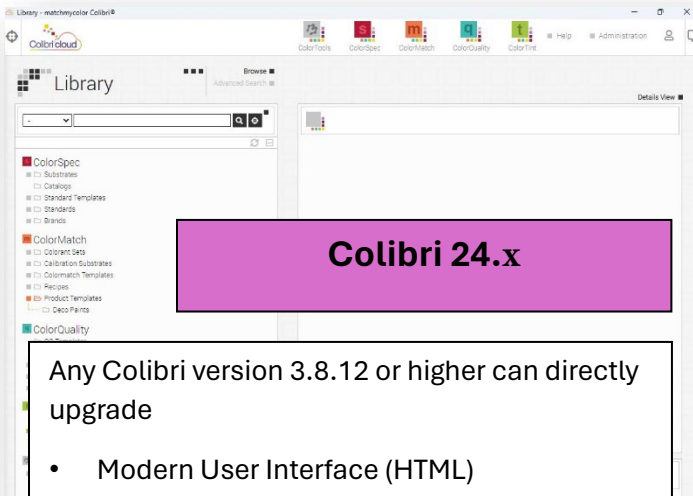 Library - matchmycolor Colibri®
Colibri cloud
ColorTools
ColorSpec
ColorMatch
ColorQuality
ColorTint
Help
Administration
Library
Browse
Advanced Search
Details View
-
ColorSpec
Substrates
Catalogs
Standard Templates
Standards
Brands
ColorMatch
Colorant Sets
Calibration Substrates
Colormatch Templates
Recipes
Product Templates
Deco Paints
ColorQuality
Colibri 24.x
Any Colibri version 3.8.12 or higher can directly
upgrade
• Modern User Interface (HTML)